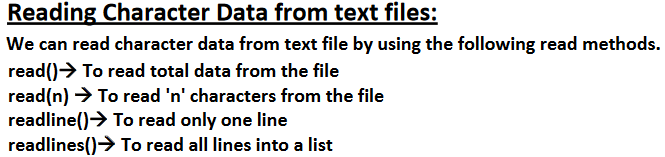 Reading Character Data from text files:
We can read character data from text file by using the following read methods.
read()→ To read total data from the file
read(n) → To read 'n' characters from the file
readline()→ To read only one line
readlines()→ To read all lines into a list